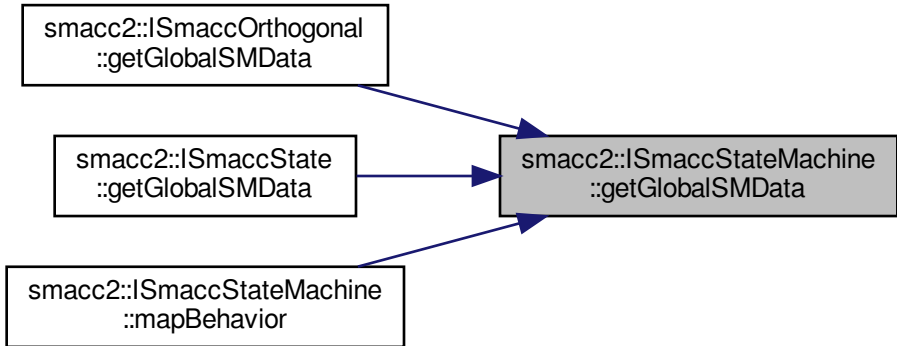 smacc2::ISmaccOrthogonal
::getGlobalSMData
smacc2::ISmaccState
::getGlobalSMData
smacc2::ISmaccStateMachine
::getGlobalSMData
smacc2::ISmaccStateMachine
::mapBehavior